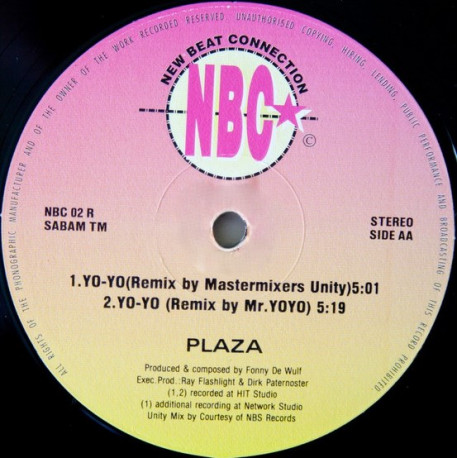 ALL RIGHTS OF THE PHONOGRAPHIC MANUFACTURER AND OF THE OWNER OF THE WORK RECORDED RESERVED. UNAUTHORISED COPYING, HIRING, LENDING, PUBLIC PERFORMANCE AND BROADCASTING OF THIS RECORD PROHIBITED
NEW BEAT CONNECTION
NBC
©
NBC 02 R
SABAM TM
STEREO
SIDE AA
1.YO-YO(Remix by Mastermixers Unity)5:01
2.YO-YO (Remix by Mr.YOYO) 5:19
PLAZA
Produced & composed by Fonny De Wulf
Exec.Prod.:Ray Flashlight & Dirk Paternoster
(1,2) recorded at HIT Studio
(1) additional recording at Network Studio
Unity Mix by Courtesy of NBS Records